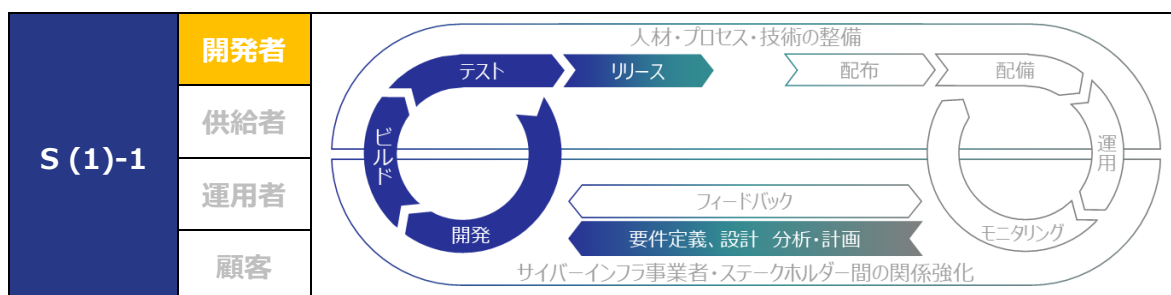 S (1)-1
開発者
供給者
運用者
顧客
人材・プロセス・技術の整備
テスト
リリース
配布
配備
ビルド
運用
フィードバック
開発
要件定義、設計 分析・計画
モニタリング
サイバーインフラ事業者・ステークホルダー間の関係強化